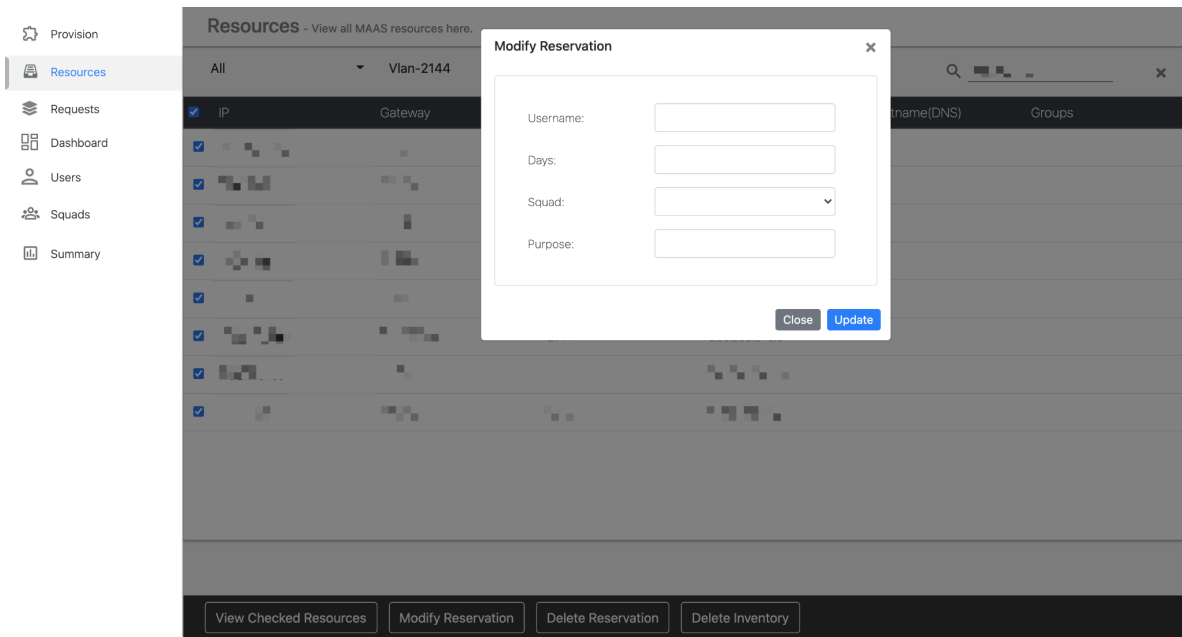 Provision
Resources
Requests
Dashboard
Users
Squads
Summary
Resources - View all MAAS resources here.
All
Vlan-2144
IP
Gateway
tname(DNS)
Groups
Modify Reservation
Username:
Days:
Squad:
Purpose:
Close
Update
View Checked Resources
Modify Reservation
Delete Reservation
Delete Inventory